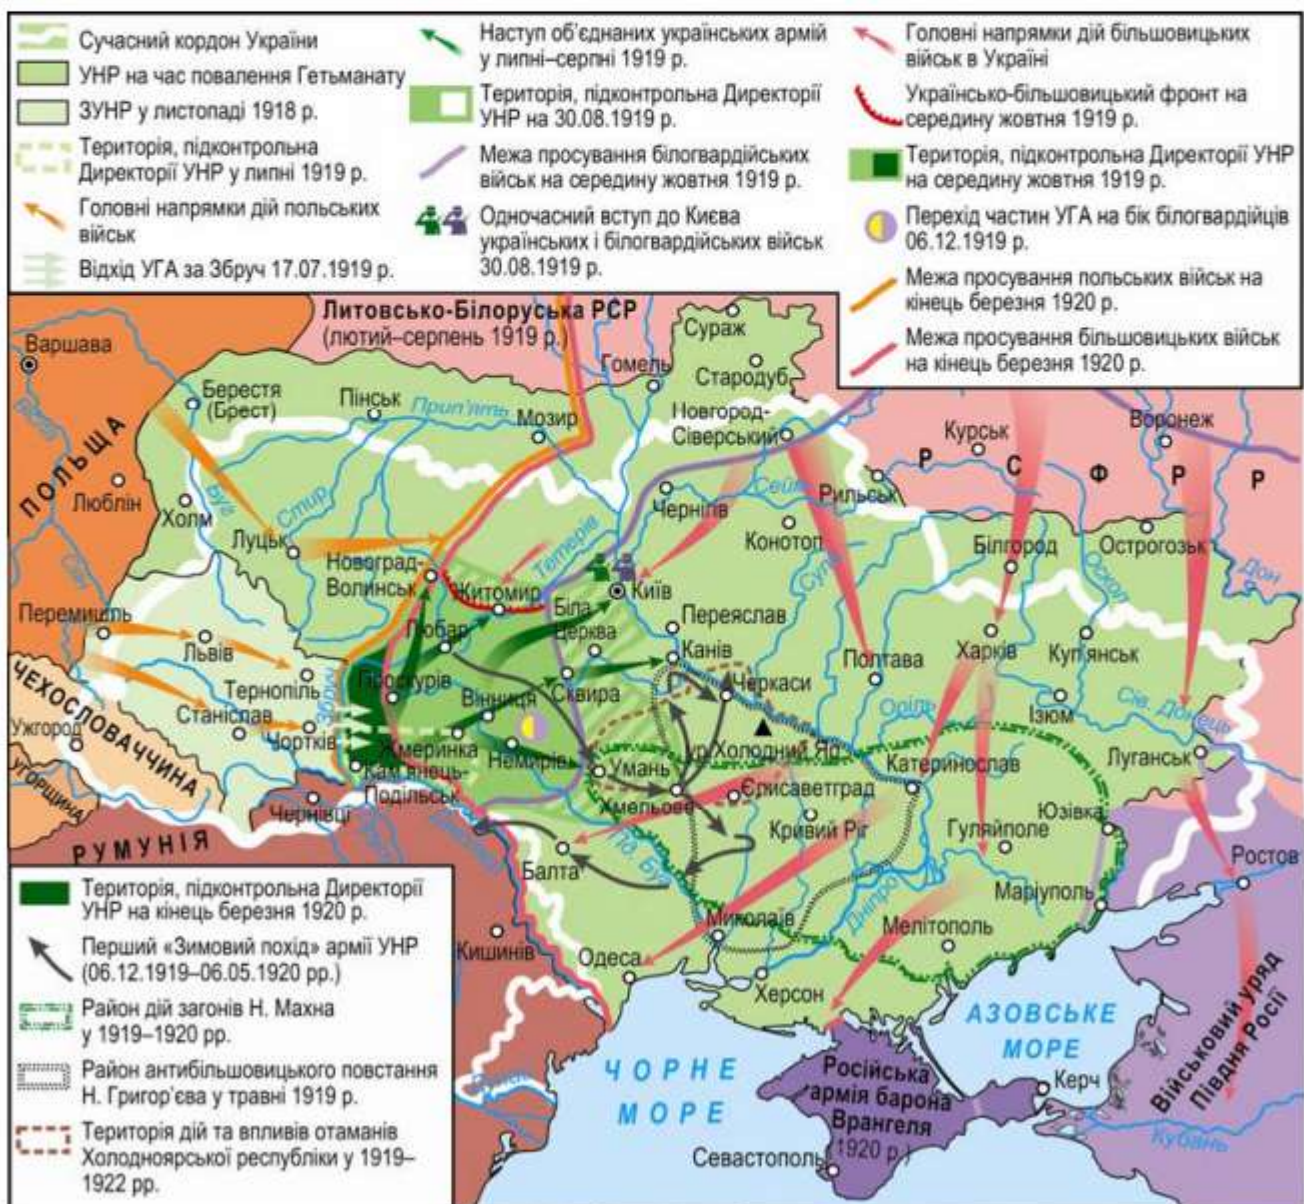 Сучасний кордон України
УНР на час повалення Гетьманату
ЗУНР у листопаді 1918 р.
Територія, підконтрольна
Директорії УНР у липні 1919 р.
Головні напрямки дій польських
військ
Відхід УГА за Збруч 17.07.1919 р.
Наступ об'єднаних українських армій
у липні–серпні 1919 р.
Територія, підконтрольна Директорії
УНР на 30.08.1919 р.
Межа просування білогвардійських
військ на середину жовтня 1919 р.
Одночасний вступ до Києва
українських і білогвардійських військ
30.08.1919 р.
Головні напрямки дій більшовицьких
військ в Україні
Українсько-більшовицький фронт на
середину жовтня 1919 р.
Територія, підконтрольна Директорії УНР
на середину жовтня 1919 р.
Перехід частин УГА на бік білогвардійців
06.12.1919 р.
Межа просування польських військ на
кінець березня 1920 р.
Межа просування більшовицьких військ
на кінець березня 1920 р.
Литовсько-Білоруська РСР
(лютий–серпень 1919 р.)
Варшава
Сураж
Гомель
Стародуб
Берестя
(Брест)
Пінськ
Прип'ять
Мозир
Новгород-
Сіверський
Курськ
Воронеж
Р С Ф Р Р
ПОЛЬЩА
Люблін
Холм
Буг
Стир
Луцьк
Чернігів
Сейм
Рильськ
Конотоп
Білгород
Острогозьк
Оскол
Дон
Новоград-
Волинськ
Житомир
Тетерів
Київ
Сула
Перемишль
Львів
Любар
Біла
Церква
Переяслав
Канів
Полтава
Харків
Куп'янськ
Тернопіль
Збруч
Проскурів
Вінниця
Сквира
Черкаси
ЧЕХОСЛОВАЧЧИНА
Ужгород
УГОРЩИНА
Станіслав
Чортків
Жмеринка
Немирів
Оріль
Ізюм
Сів. Донець
ур.Холодний Яр
Луганськ
Кам'янець-
Подільськ
Умань
Хмельове
Єлисаветград
Катеринослав
Чернівці
Юзівка
РУМУНІЯ
Кривий Ріг
Гуляйполе
Балта
Пд. Буг
Дніпро
Ростов
Маріуполь
Миколаїв
Мелітополь
Кишинів
Одеса
Херсон
АЗОВСЬКЕ
МОРЕ
ЧОРНЕ
МОРЕ
Російська
армія барона
Врангеля
(1920 р.)
Керч
Севастополь
Військовий уряд
Півдня Росії
Кубань
Територія, підконтрольна Директорії
УНР на кінець березня 1920 р.
Перший «Зимовий похід» армії УНР
(06.12.1919–06.05.1920 рр.)
Район дій загонів Н. Махна
у 1919–1920 рр.
Район антибільшовицького повстання
Н. Григор'єва у травні 1919 р.
Територія дій та впливів отаманів
Холодноярської республіки у 1919–
1922 рр.